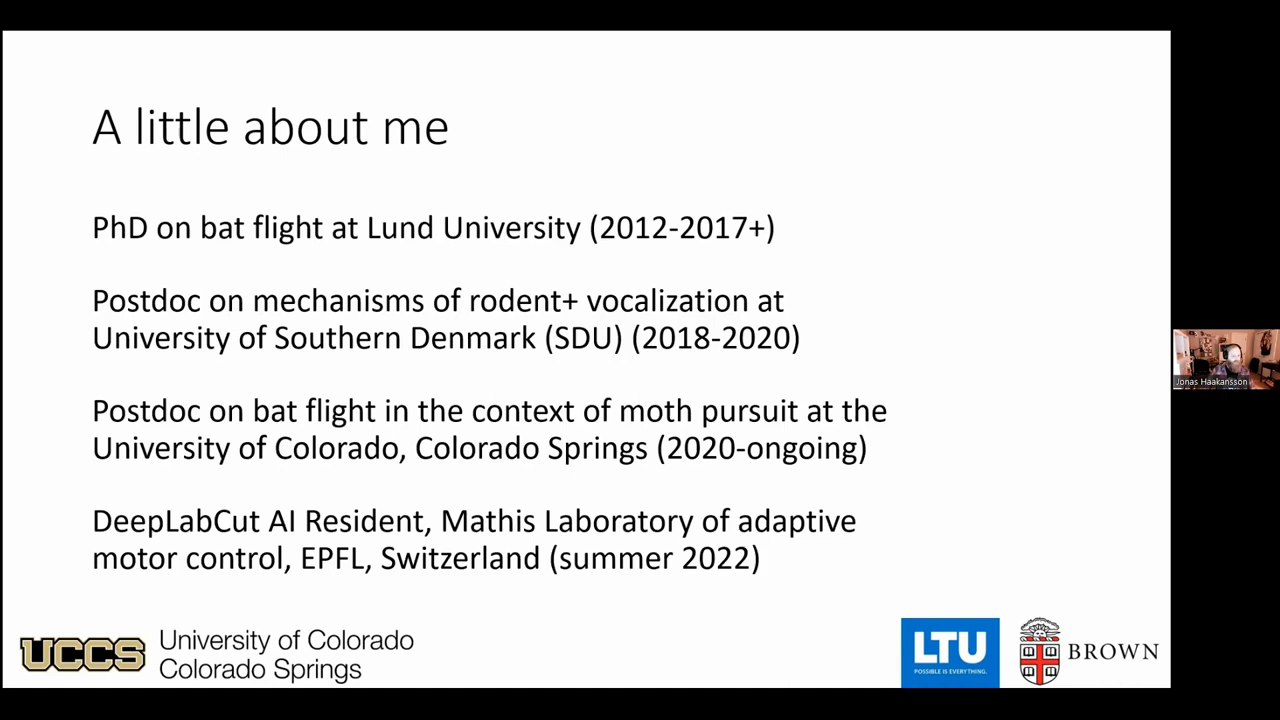 A little about me
PhD on bat flight at Lund University (2012-2017+)
Postdoc on mechanisms of rodent+ vocalization at
University of Southern Denmark (SDU) (2018-2020)
Postdoc on bat flight in the context of moth pursuit at the
University of Colorado, Colorado Springs (2020-ongoing)
DeepLabCut AI Resident, Mathis Laboratory of adaptive
motor control, EPFL, Switzerland (summer 2022)
Jonas Haakansson
UCCS
University of Colorado
Colorado Springs
LTU
POSSIBLE IS EVERYTHING.
BROWN